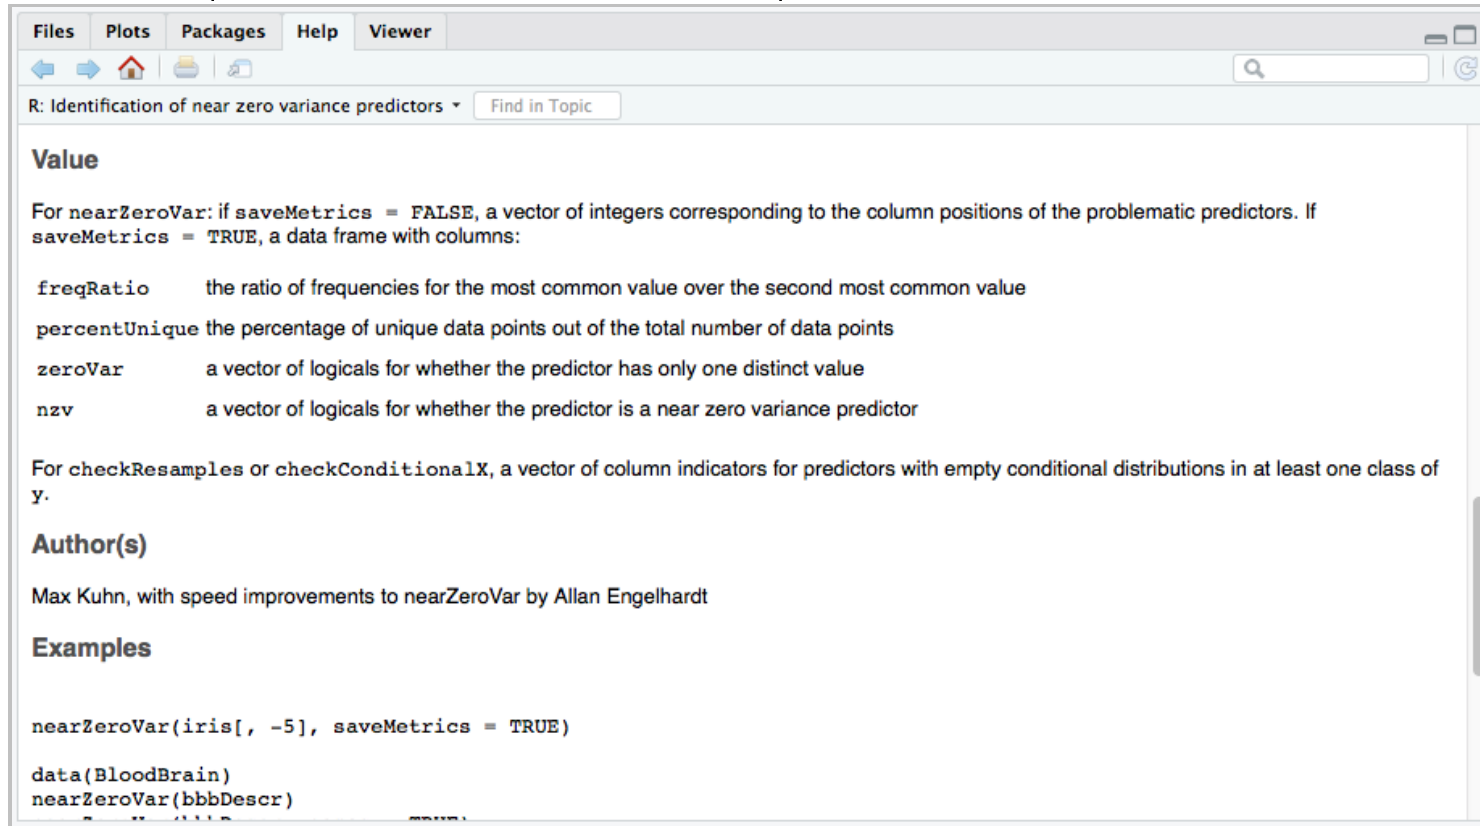 Files Plots Packages Help Viewer
R: Identification of near zero variance predictors Find in Topic
Value
For nearZeroVar: if saveMetrics = FALSE, a vector of integers corresponding to the column positions of the problematic predictors. If
saveMetrics = TRUE, a data frame with columns:
freqRatio the ratio of frequencies for the most common value over the second most common value
percentUnique the percentage of unique data points out of the total number of data points
zeroVar a vector of logicals for whether the predictor has only one distinct value
nzv a vector of logicals for whether the predictor is a near zero variance predictor
For checkResamples or checkConditionalX, a vector of column indicators for predictors with empty conditional distributions in at least one class of
y.
Author(s)
Max Kuhn, with speed improvements to nearZeroVar by Allan Engelhardt
Examples
nearZeroVar(iris[, -5], saveMetrics = TRUE)
data(BloodBrain)
nearZeroVar(bbbDescr)